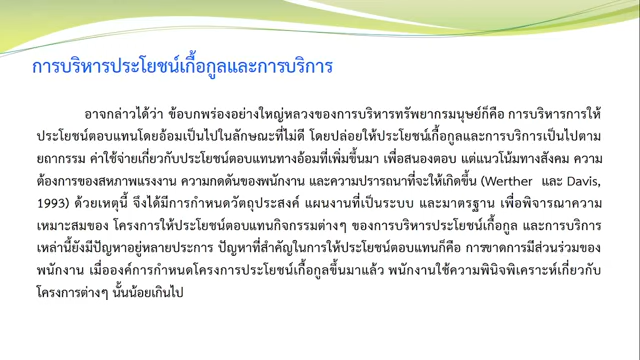 การบริหารประโยชน์เกื้อกูลและการบริการ
อาจกล่าวได้ว่า ข้อบกพร่องอย่างใหญ่หลวงของการบริหารทรัพยากรมนุษย์ก็คือ การบริหารการให้
ประโยชน์ตอบแทนโดยอ้อมเป็นไปในลักษณะที่ไม่ดี โดยปล่อยให้ประโยชน์เกื้อกูลและการบริการเป็นไปตาม
ยถากรรม ค่าใช้จ่ายเกี่ยวกับประโยชน์ตอบแทนทางอ้อมที่เพิ่มขึ้นมา เพื่อสนองตอบ แต่แนวโน้มทางสังคม ความ
ต้องการของสหภาพแรงงาน ความกดดันของพนักงาน และความปรารถนาที่จะให้เกิดขึ้น (Werther และ Davis,
1993) ด้วยเหตุนี้ จึงได้มีการกำหนดวัตถุประสงค์ แผนงานที่เป็นระบบ และมาตรฐาน เพื่อพิจารณาความ
เหมาะสมของ โครงการให้ประโยชน์ตอบแทนกิจกรรมต่างๆ ของการบริหารประโยชน์เกื้อกูล และการบริการ
เหล่านี้ยังมีปัญหาอยู่หลายประการ ปัญหาที่สำคัญในการให้ประโยชน์ตอบแทนก็คือ การขาดการมีส่วนร่วมของ
พนักงาน เมื่อองค์การกำหนดโครงการประโยชน์เกื้อกูลขึ้นมาแล้ว พนักงานใช้ความพินิจพิเคราะห์เกี่ยวกับ
โครงการต่างๆ นั้นน้อยเกินไป